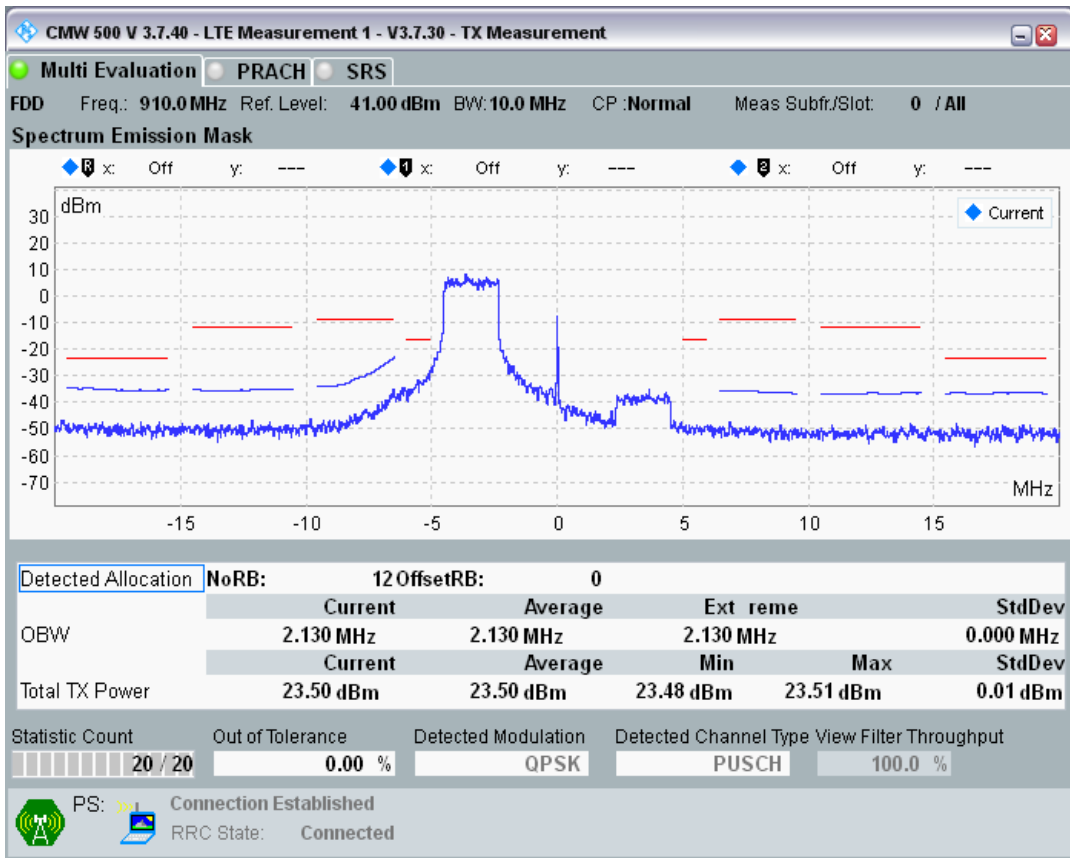 CMW 500 V 3.7.40 - LTE Measurement 1 - V3.7.30 - TX Measurement
Multi Evaluation PRACH SRS
FDD Freq.: 910.0 MHz Ref. Level: 41.00 dBm BW: 10.0 MHz CP : Normal Meas Subfr./Slot: 0 / All
Spectrum Emission Mask
R x: Off y: --- 1 x: Off y: --- 2 x: Off y: ---
dBm
Current
30
20
10
0
-10
-20
-30
-40
-50
-60
-70
MHz
-15 -10 -5 0 5 10 15
Detected Allocation NoRB: 12 OffsetRB: 0
Current Average Ext reme StdDev
OBW 2.130 MHz 2.130 MHz 2.130 MHz 0.000 MHz
Current Average Min Max StdDev
Total TX Power 23.50 dBm 23.50 dBm 23.48 dBm 23.51 dBm 0.01 dBm
Statistic Count Out of Tolerance Detected Modulation Detected Channel Type View Filter Throughput
20 / 20 0.00 % QPSK PUSCH 100.0 %
PS: Connection Established
RRC State: Connected